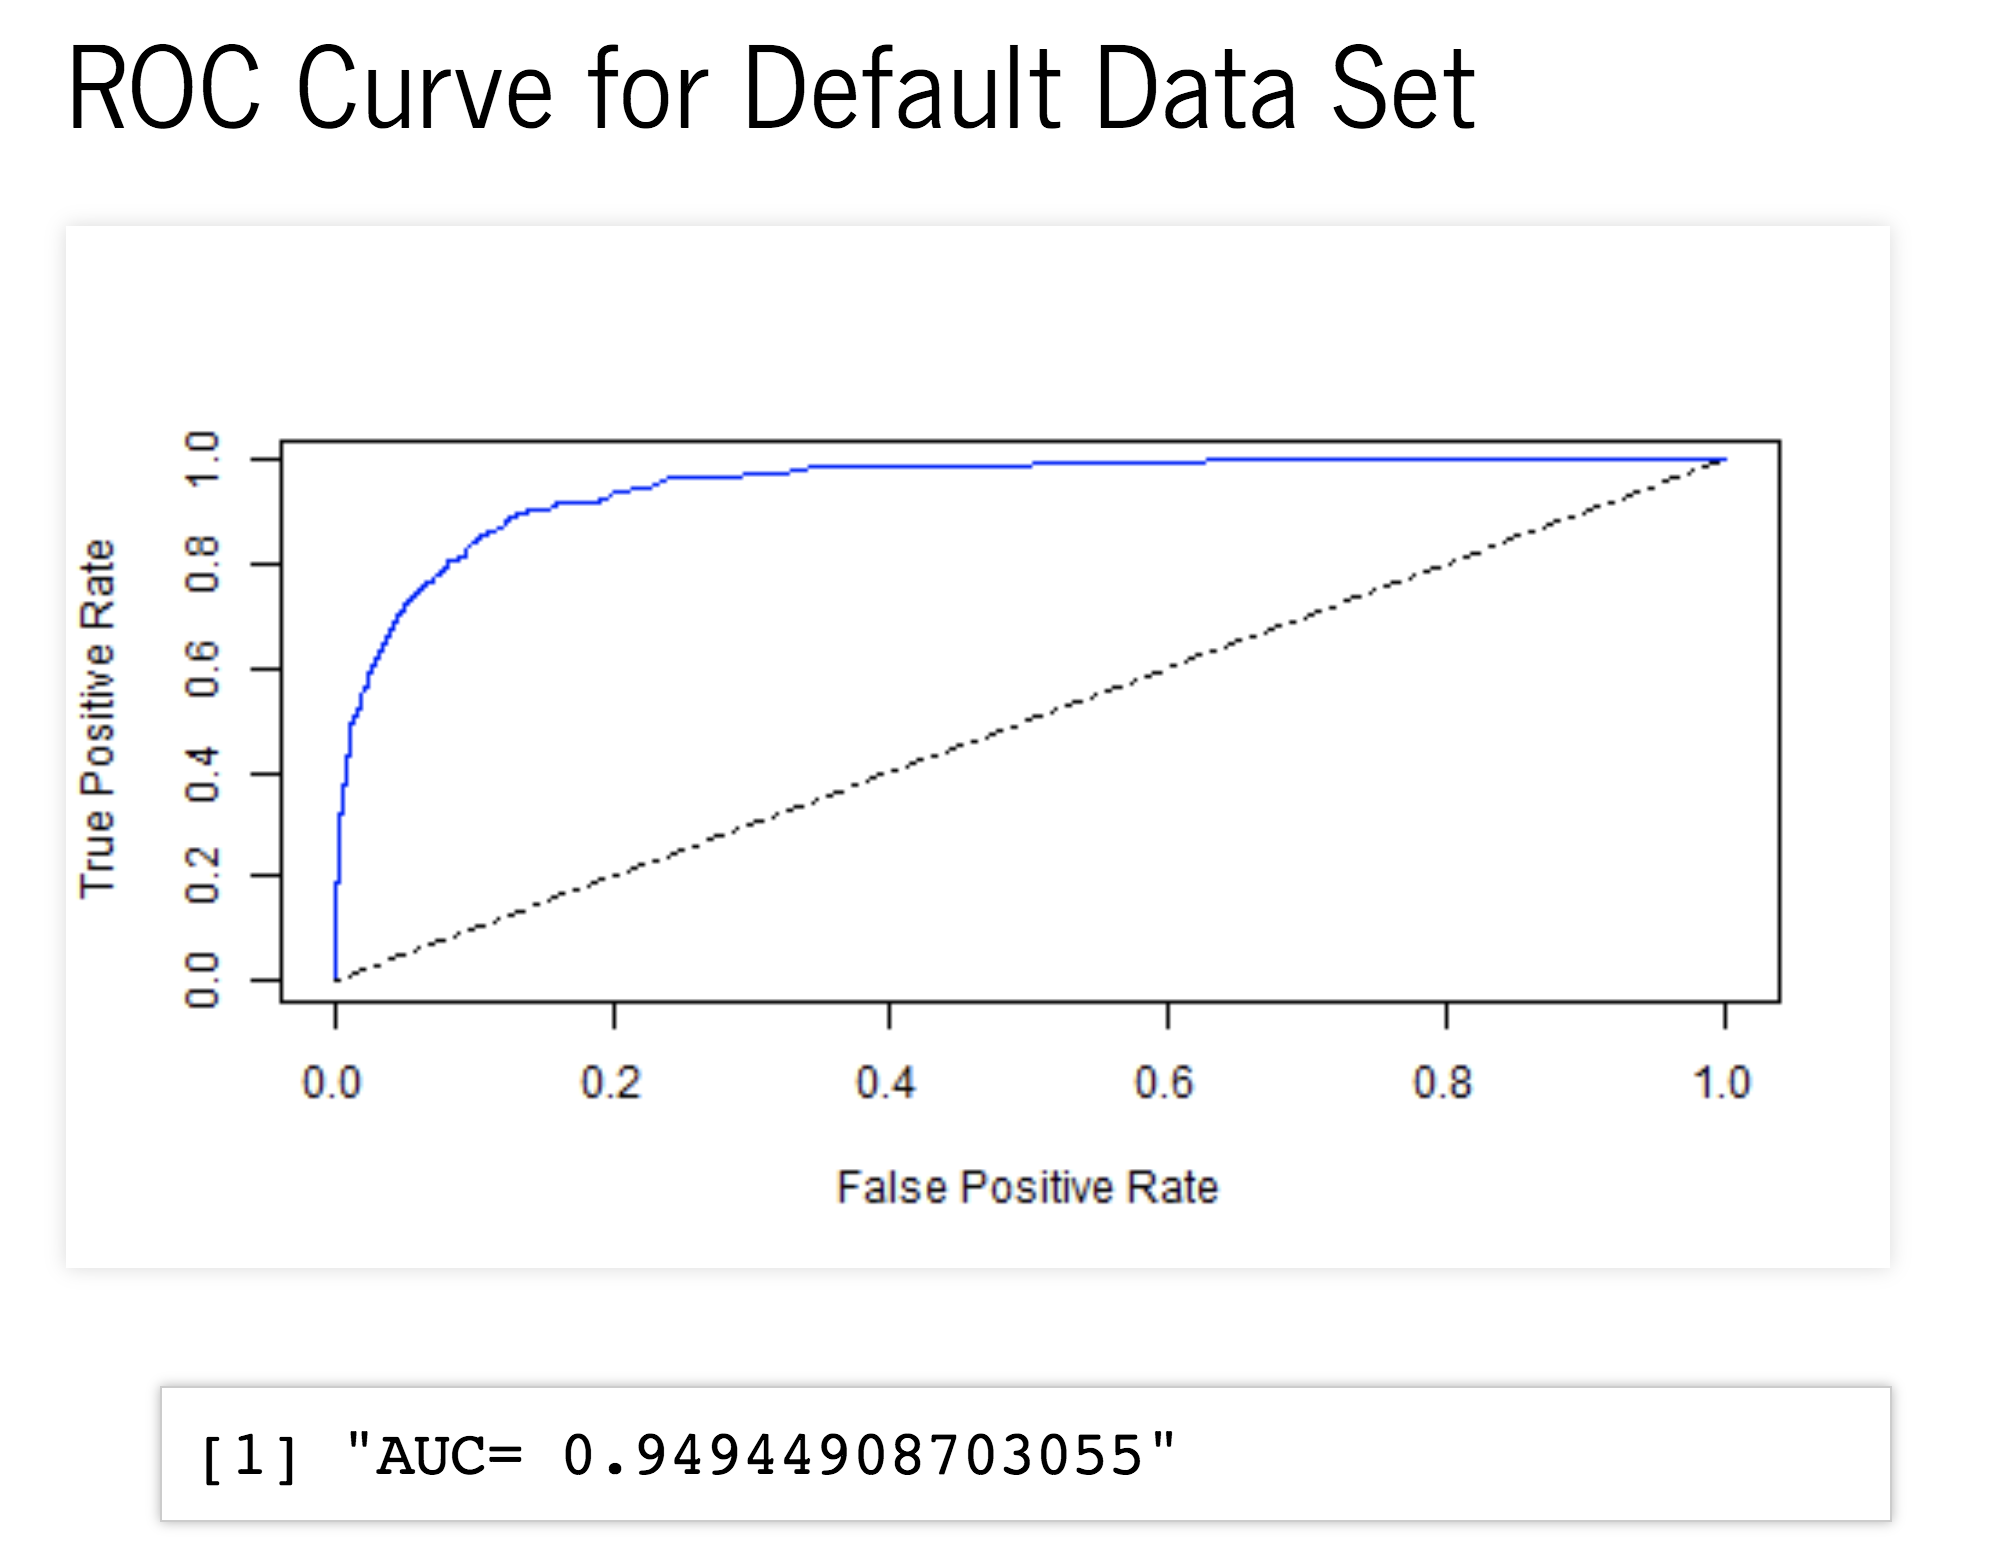 ROC Curve for Default Data Set
True Positive Rate
1.0
0.8
0.6
0.4
0.2
0.0
0.0 0.2 0.4 0.6 0.8 1.0
False Positive Rate
[1] "AUC= 0.94944908703055"